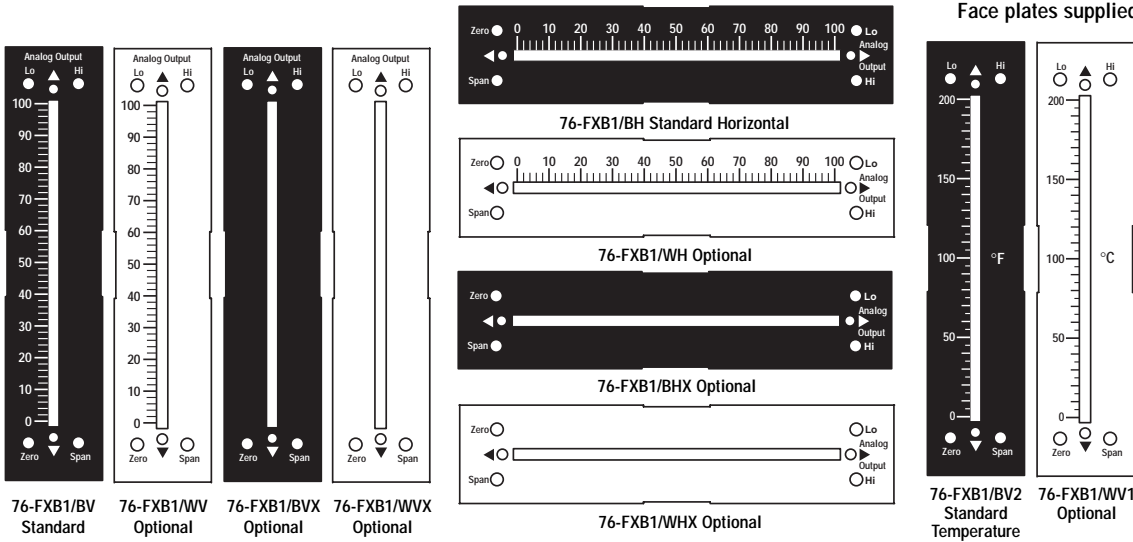 Face plates supplied
Analog Output
Lo Hi
100
90
80
70
60
50
40
30
20
10
0
Zero Span
76-FXB1/BV
Standard
Analog Output
Lo Hi
100
90
80
70
60
50
40
30
20
10
0
Zero Span
76-FXB1/WV
Optional
Analog Output
Lo Hi
Zero Span
76-FXB1/BVX
Optional
Analog Output
Lo Hi
Zero Span
76-FXB1/WVX
Optional
Zero 0 10 20 30 40 50 60 70 80 90 100 Lo
Analog
Output
Span Hi
76-FXB1/BH Standard Horizontal
Zero 0 10 20 30 40 50 60 70 80 90 100 Lo
Analog
Output
Span Hi
76-FXB1/WH Optional
Zero Lo
Analog
Output
Span Hi
76-FXB1/BHX Optional
Zero Lo
Analog
Output
Span Hi
76-FXB1/WHX Optional
Lo Hi
200
150
100 °F
50
0
Zero Span
76-FXB1/BV2
Standard
Temperature
Lo Hi
200
150
100 °C
50
0
Zero Span
76-FXB1/WV1
Optional